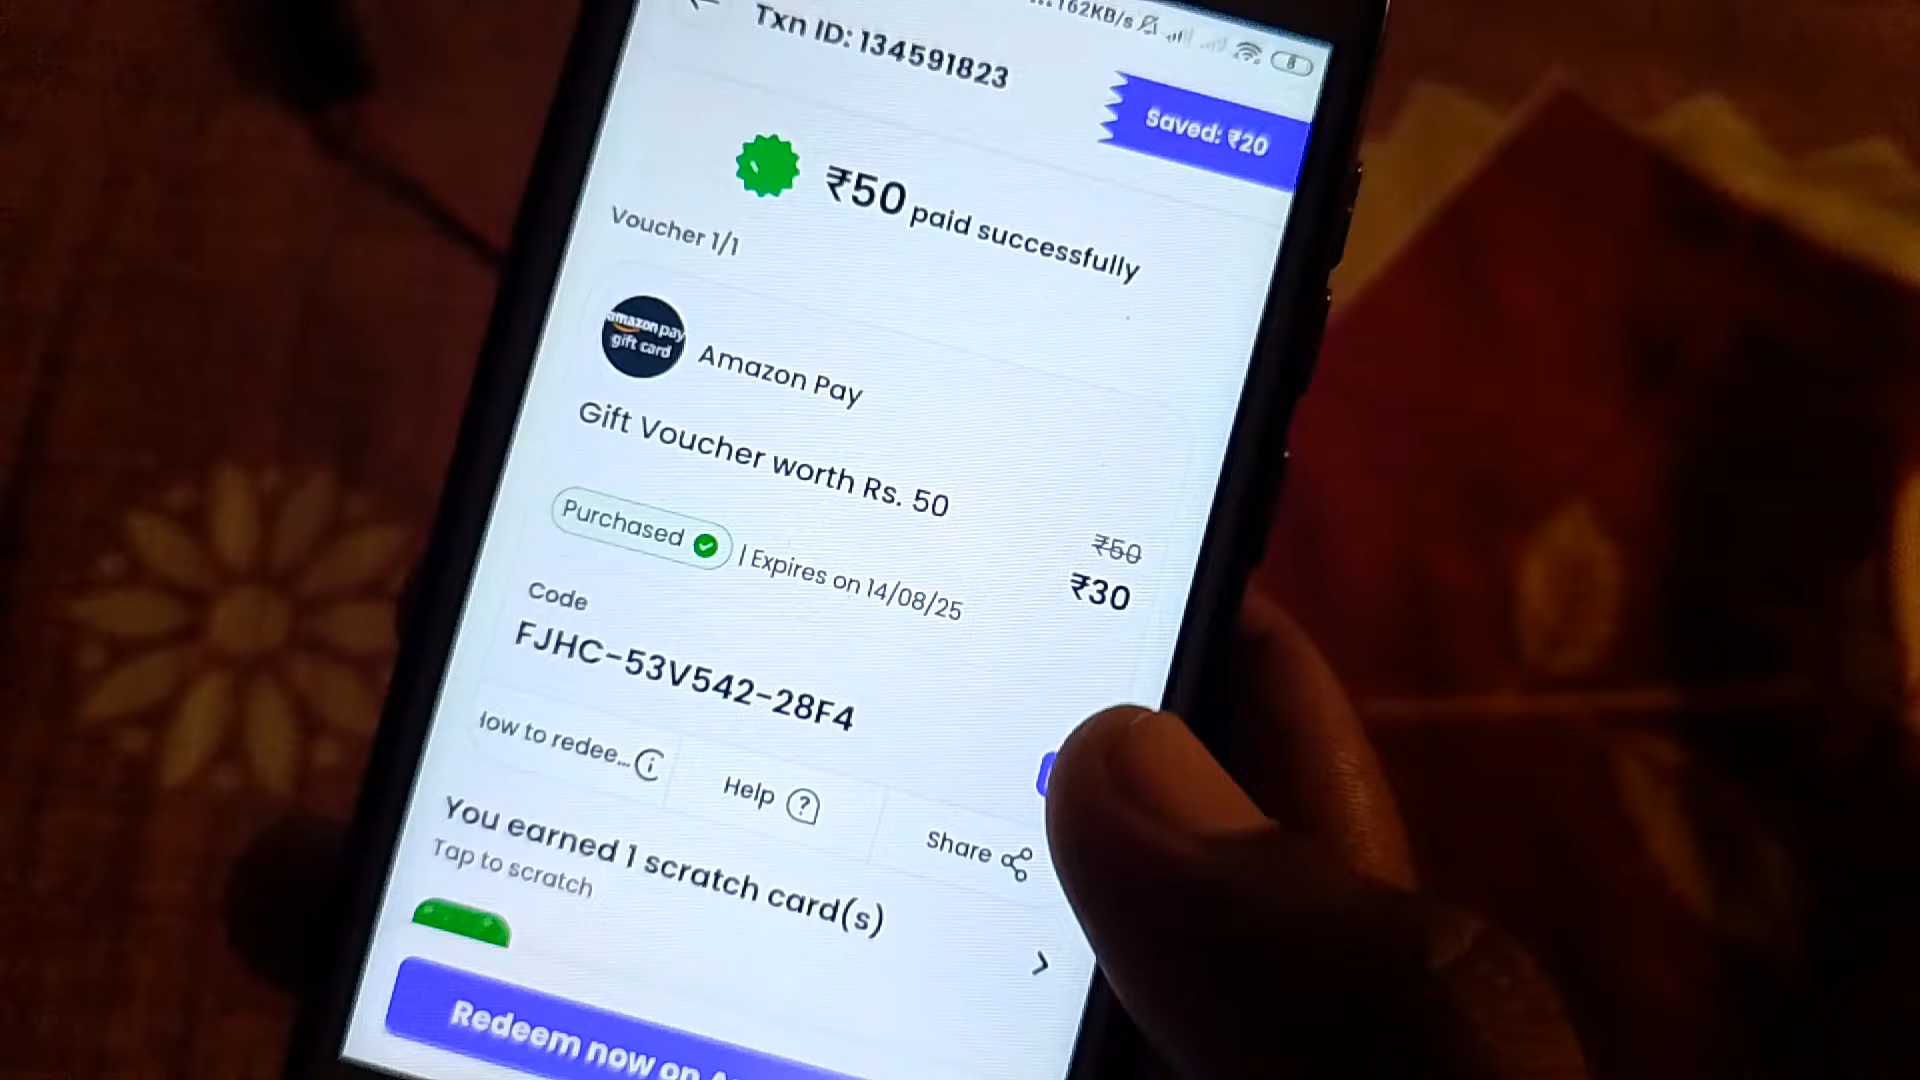 162KB/s
8
Txn ID: 134591823
Saved: ₹20
₹50 paid successfully
Voucher 1/1
amazon pay
gift card
Amazon Pay
Gift Voucher worth Rs. 50
Purchased | Expires on 14/08/25
₹50
₹30
Code
FJHC-53V542-28F4
How to redee...
Help ?
Share
You earned 1 scratch card(s)
Tap to scratch
Redeem now on